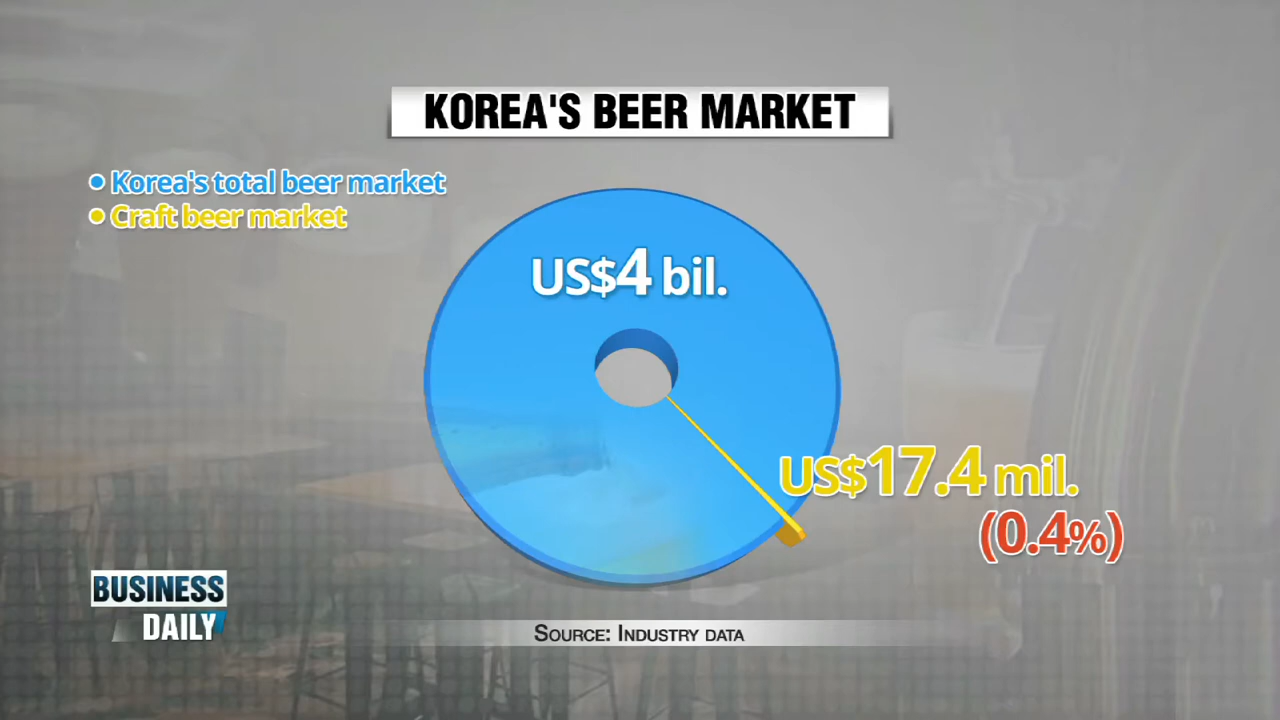 KOREA'S BEER MARKET
• Korea's total beer market
• Craft beer market
US$4 bil.
US$17.4 mil.
(0.4%)
BUSINESS
DAILY
SOURCE: INDUSTRY DATA